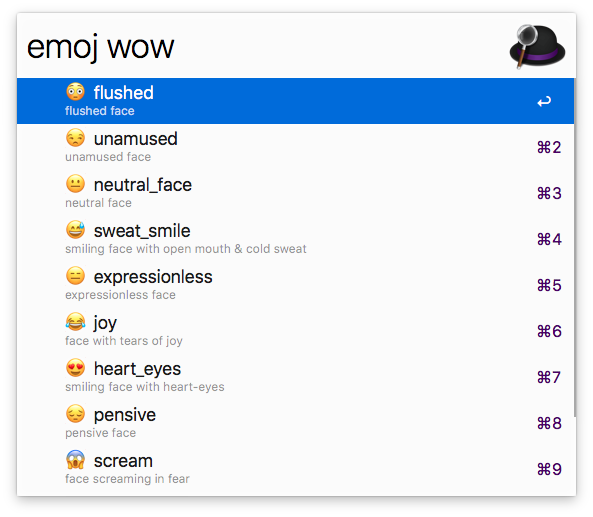 emoj wow
😳 flushed
flushed face
↩
😒 unamused
unamused face
⌘2
😐 neutral_face
neutral face
⌘3
😅 sweat_smile
smiling face with open mouth & cold sweat
⌘4
😑 expressionless
expressionless face
⌘5
😂 joy
face with tears of joy
⌘6
😍 heart_eyes
smiling face with heart-eyes
⌘7
😔 pensive
pensive face
⌘8
😱 scream
face screaming in fear
⌘9